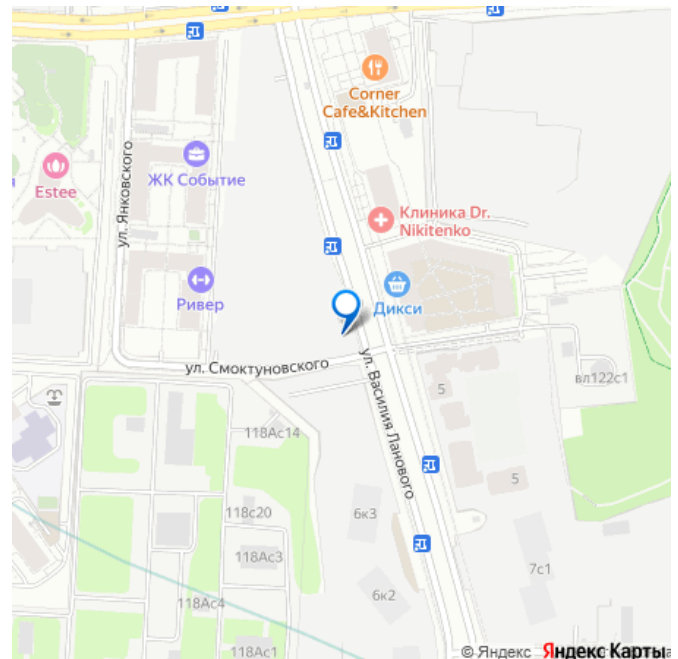 Corner
Cafe&Kitchen
ул. Янковского
ЖК Событие
Estee
Клиника Dr.
Nikitenko
Ривер
Дикси
ул. Смоктуновского
ул. Василия Ланового
вл122с1
5
118Ас14
5
118с20
6к3
118Ас3
7с1
6к2
118Ас4
118Ас1
© Яндекс Яндекс Карты